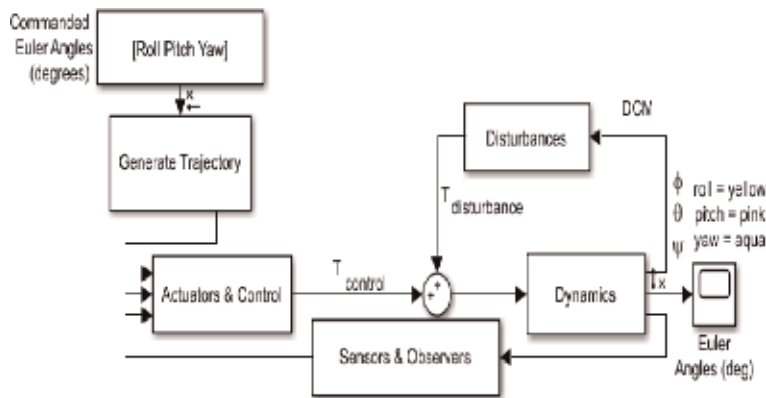 Commanded
Euler Angles
(degrees)
[Roll Pitch Yaw]
x
Generate Trajectory
Disturbances
DCM
T disturbance
ϕ roll = yellow
θ pitch = pink
ψ yaw = aqua
Actuators & Control
T control
+
+
Dynamics
x
Sensors & Observers
Euler
Angles (deg)